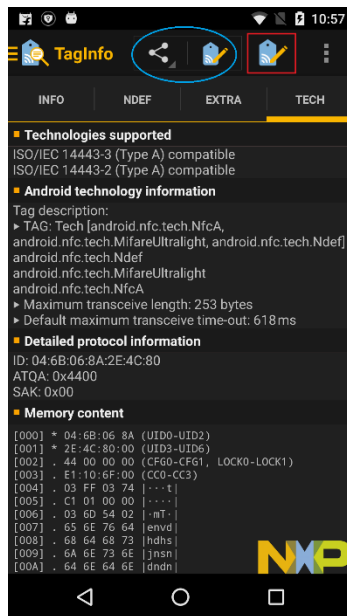 10:57
TagInfo
INFO NDEF EXTRA TECH
Technologies supported
ISO/IEC 14443-3 (Type A) compatible
ISO/IEC 14443-2 (Type A) compatible
Android technology information
Tag description:
▸ TAG: Tech [android.nfc.tech.NfcA,
android.nfc.tech.MifareUltralight, android.nfc.tech.Ndef]
android.nfc.tech.Ndef
android.nfc.tech.MifareUltralight
android.nfc.tech.NfcA
▸ Maximum transceive length: 253 bytes
▸ Default maximum transceive time-out: 618 ms
Detailed protocol information
ID: 04:6B:06:8A:2E:4C:80
ATQA: 0x4400
SAK: 0x00
Memory content
[000] * 04:6B:06 8A (UID0-UID2)
[001] * 2E:4C:80:00 (UID3-UID6)
[002] . 44 00 00 00 (CFG0-CFG1, LOCK0-LOCK1)
[003] . E1:10:6F:00 (CC0-CC3)
[004] . 03 FF 03 74 |···t|
[005] . C1 01 00 00 |····|
[006] . 03 6D 54 02 |·mT·|
[007] . 65 6E 76 64 |envd|
[008] . 68 64 68 73 |hdhs|
[009] . 6A 6E 73 6E |jnsn|
[00A] . 64 6E 64 6E |dndn|
NXP